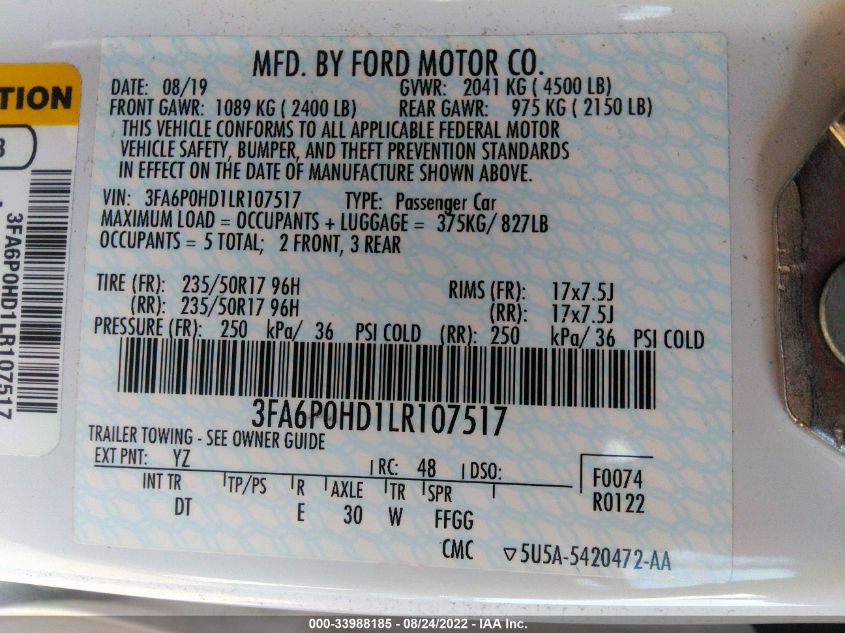 MFD. BY FORD MOTOR CO.
DATE: 08/19 GVWR: 2041 KG ( 4500 LB)
FRONT GAWR: 1089 KG ( 2400 LB) REAR GAWR: 975 KG ( 2150 LB)
THIS VEHICLE CONFORMS TO ALL APPLICABLE FEDERAL MOTOR
VEHICLE SAFETY, BUMPER, AND THEFT PREVENTION STANDARDS
IN EFFECT ON THE DATE OF MANUFACTURE SHOWN ABOVE.
VIN: 3FA6P0HD1LR107517 TYPE: Passenger Car
MAXIMUM LOAD = OCCUPANTS + LUGGAGE = 375KG/ 827LB
OCCUPANTS = 5 TOTAL; 2 FRONT, 3 REAR
TIRE (FR): 235/50R17 96H RIMS (FR): 17x7.5J
(RR): 235/50R17 96H (RR): 17x7.5J
PRESSURE (FR): 250 kPa/ 36 PSI COLD (RR): 250 kPa/ 36 PSI COLD
3FA6P0HD1LR107517
TRAILER TOWING - SEE OWNER GUIDE
EXT PNT: YZ RC: 48 DSO: F0074
INT TR TP/PS R AXLE TR SPR R0122
DT E 30 W FFGG
CMC ▽5U5A-5420472-AA
TION
3
3FA6P0HD1LR107517
000-33988185 - 08/24/2022 - IAA Inc.